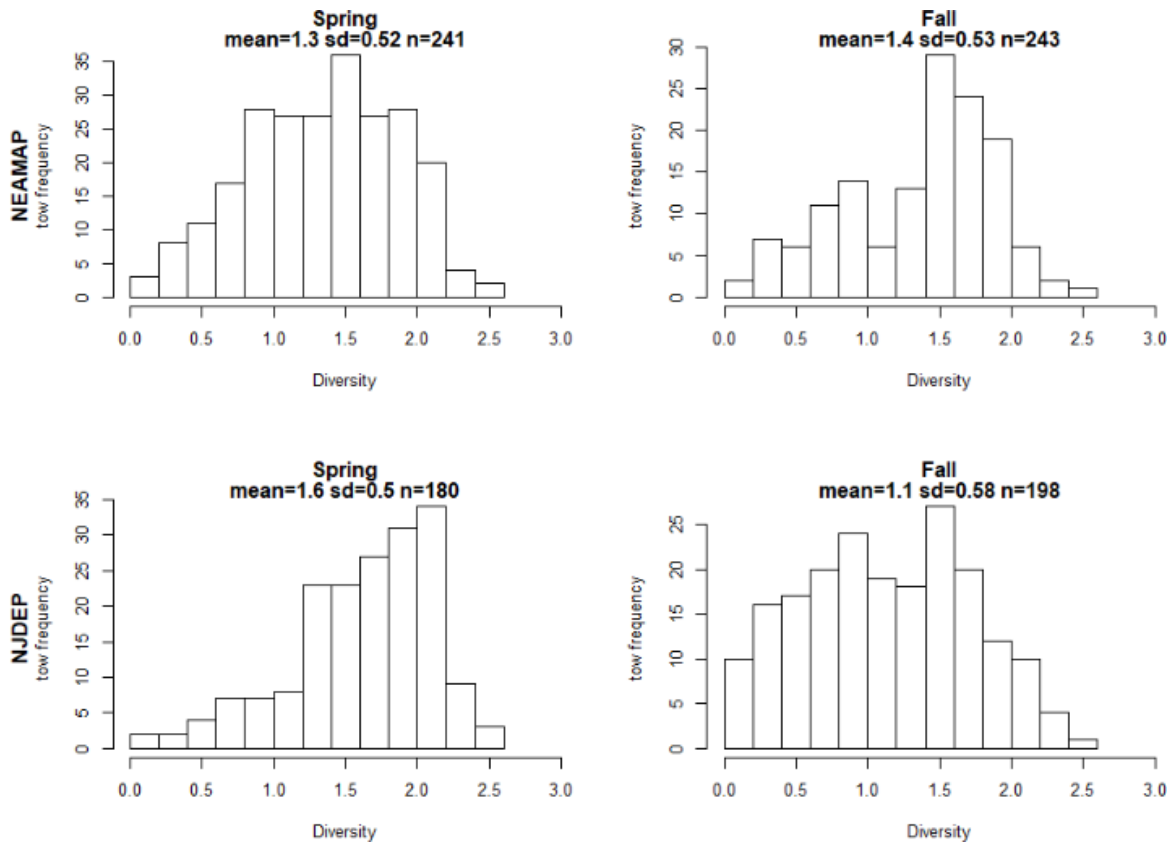 Spring
mean=1.3 sd=0.52 n=241
NEAMAP
tow frequency
0 5 10 15 20 25 30 35
0.0 0.5 1.0 1.5 2.0 2.5 3.0
Diversity
Fall
mean=1.4 sd=0.53 n=243
tow frequency
0 5 10 15 20 25 30
0.0 0.5 1.0 1.5 2.0 2.5 3.0
Diversity
Spring
mean=1.6 sd=0.5 n=180
NJDEP
tow frequency
0 5 10 15 20 25 30 35
0.0 0.5 1.0 1.5 2.0 2.5 3.0
Diversity
Fall
mean=1.1 sd=0.58 n=198
tow frequency
0 5 10 15 20 25
0.0 0.5 1.0 1.5 2.0 2.5 3.0
Diversity